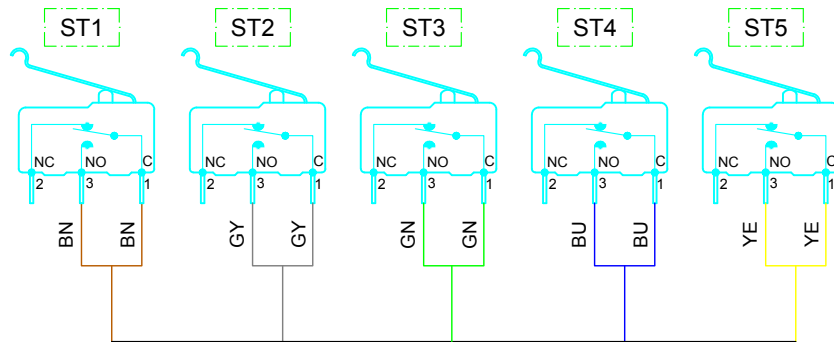 ST1 ST2 ST3 ST4 ST5
NC NO C NC NO C NC NO C NC NO C NC NO C
2 3 1 2 3 1 2 3 1 2 3 1 2 3 1
BN BN GY GY GN GN BU BU YE YE